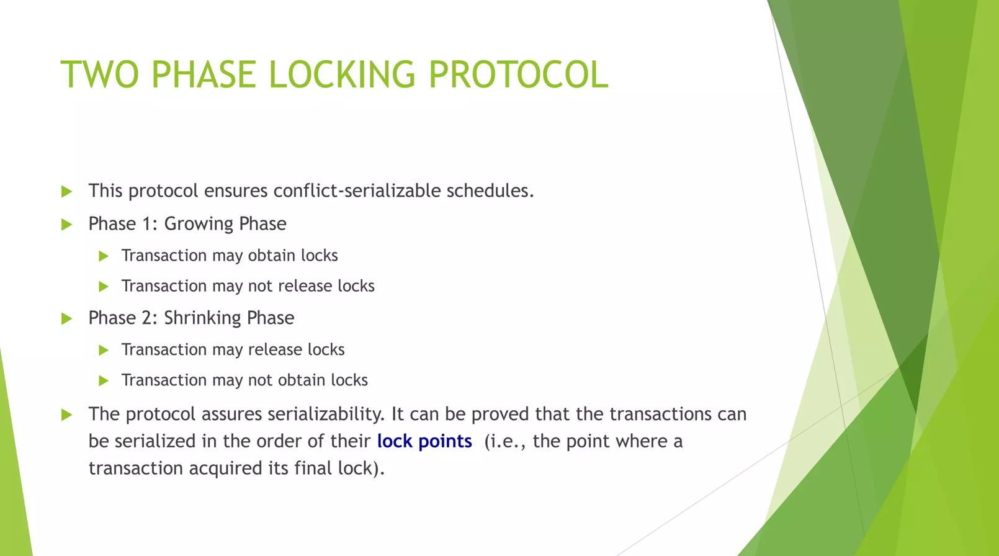 TWO PHASE LOCKING PROTOCOL
This protocol ensures conflict-serializable schedules.
Phase 1: Growing Phase
Transaction may obtain locks
Transaction may not release locks
Phase 2: Shrinking Phase
Transaction may release locks
Transaction may not obtain locks
The protocol assures serializability. It can be proved that the transactions can
be serialized in the order of their lock points (i.e., the point where a
transaction acquired its final lock).